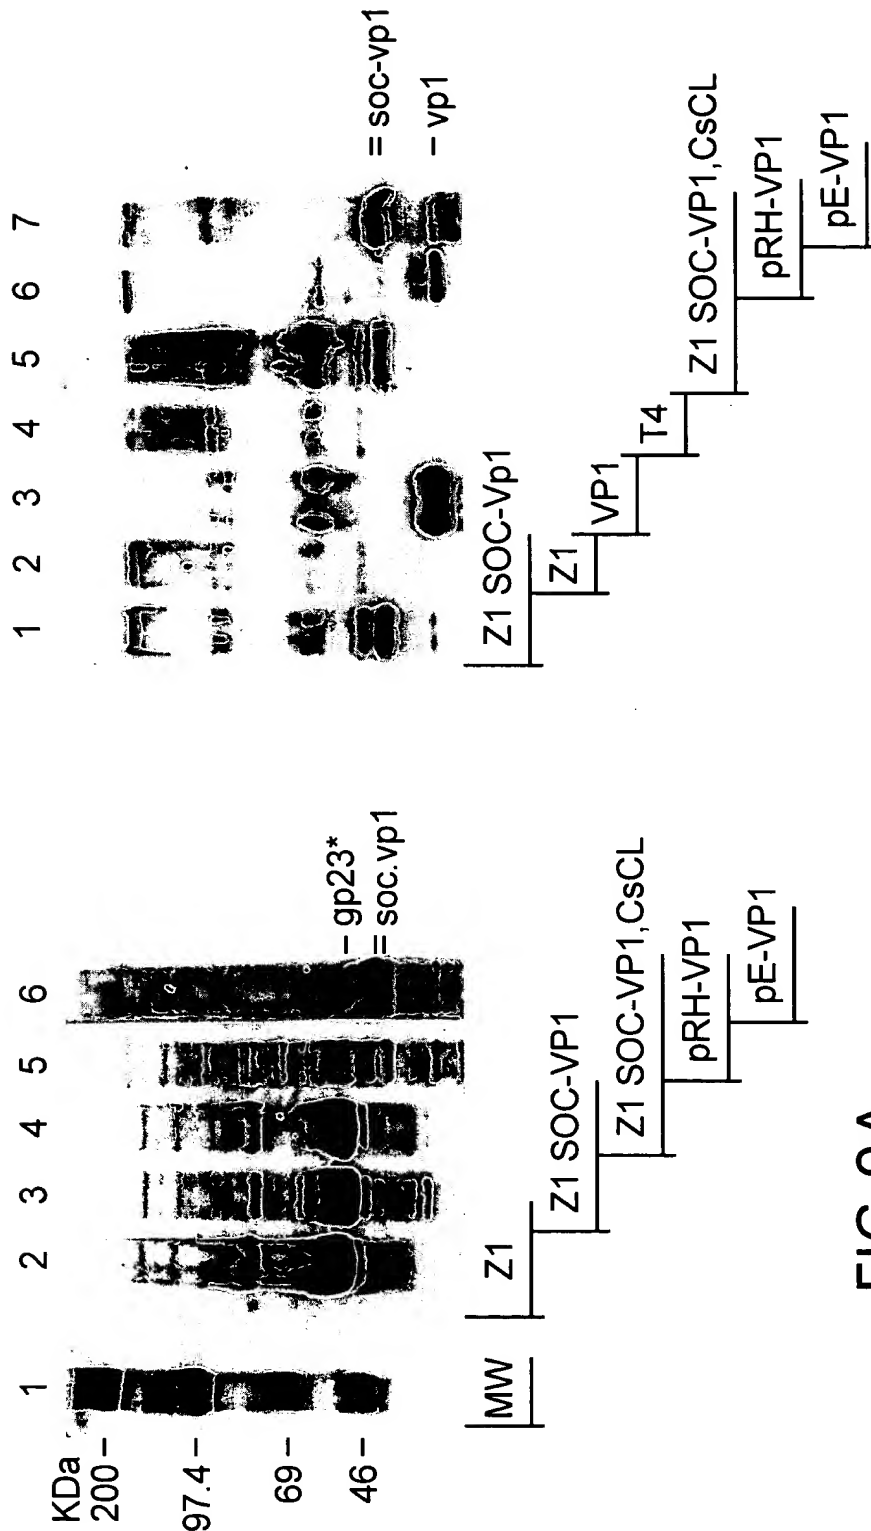 KDa
1 2 3 4 5 6
200 –
97.4 –
69 –
46 –
– gp23*
= soc.vp1
MW
Z1
Z1 SOC-VP1
Z1 SOC-VP1,CsCL
pRH-VP1
pE-VP1
FIG
1 2 3 4 5 6 7
= soc-vp1
– vp1
Z1 SOC-Vp1
Z1
VP1
T4
Z1 SOC-VP1,CsCL
pRH-VP1
pE-VP1